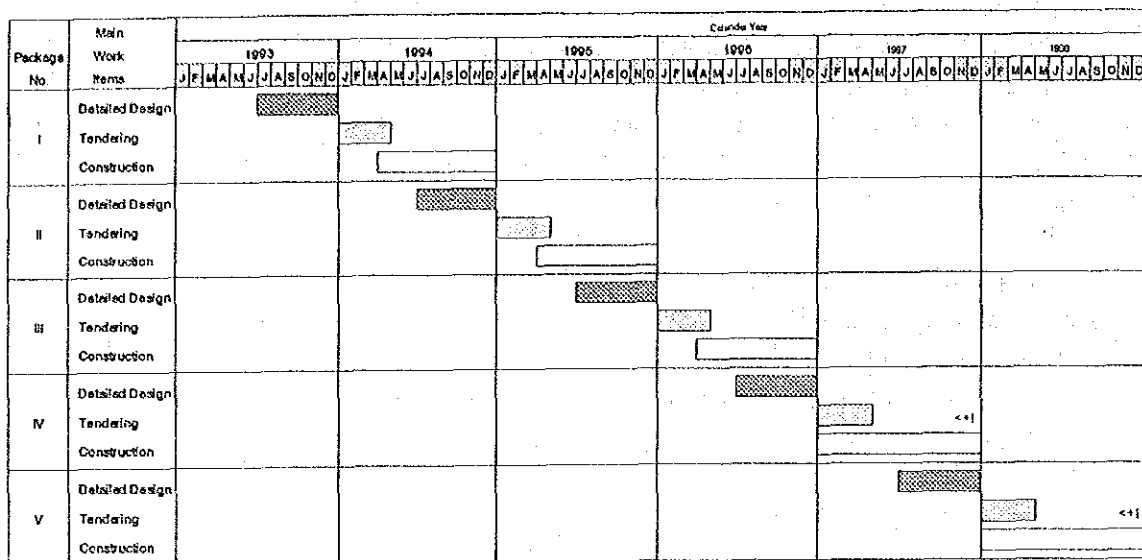 Package No.
Main Work Items
Calendar Year
1993 1994 1995 1996 1997 1900
J F M A M J J A S O N D J F M A M J J A S O N D J F M A M J J A S O N D J F M A M J J A S O N D J F M A M J J A S O N D J F M A M J J A S O N D
I
Detailed Design
Tendering
Construction
II
Detailed Design
Tendering
Construction
III
Detailed Design
Tendering
Construction
IV
Detailed Design
Tendering <+|
Construction
V
Detailed Design
Tendering <+|
Construction